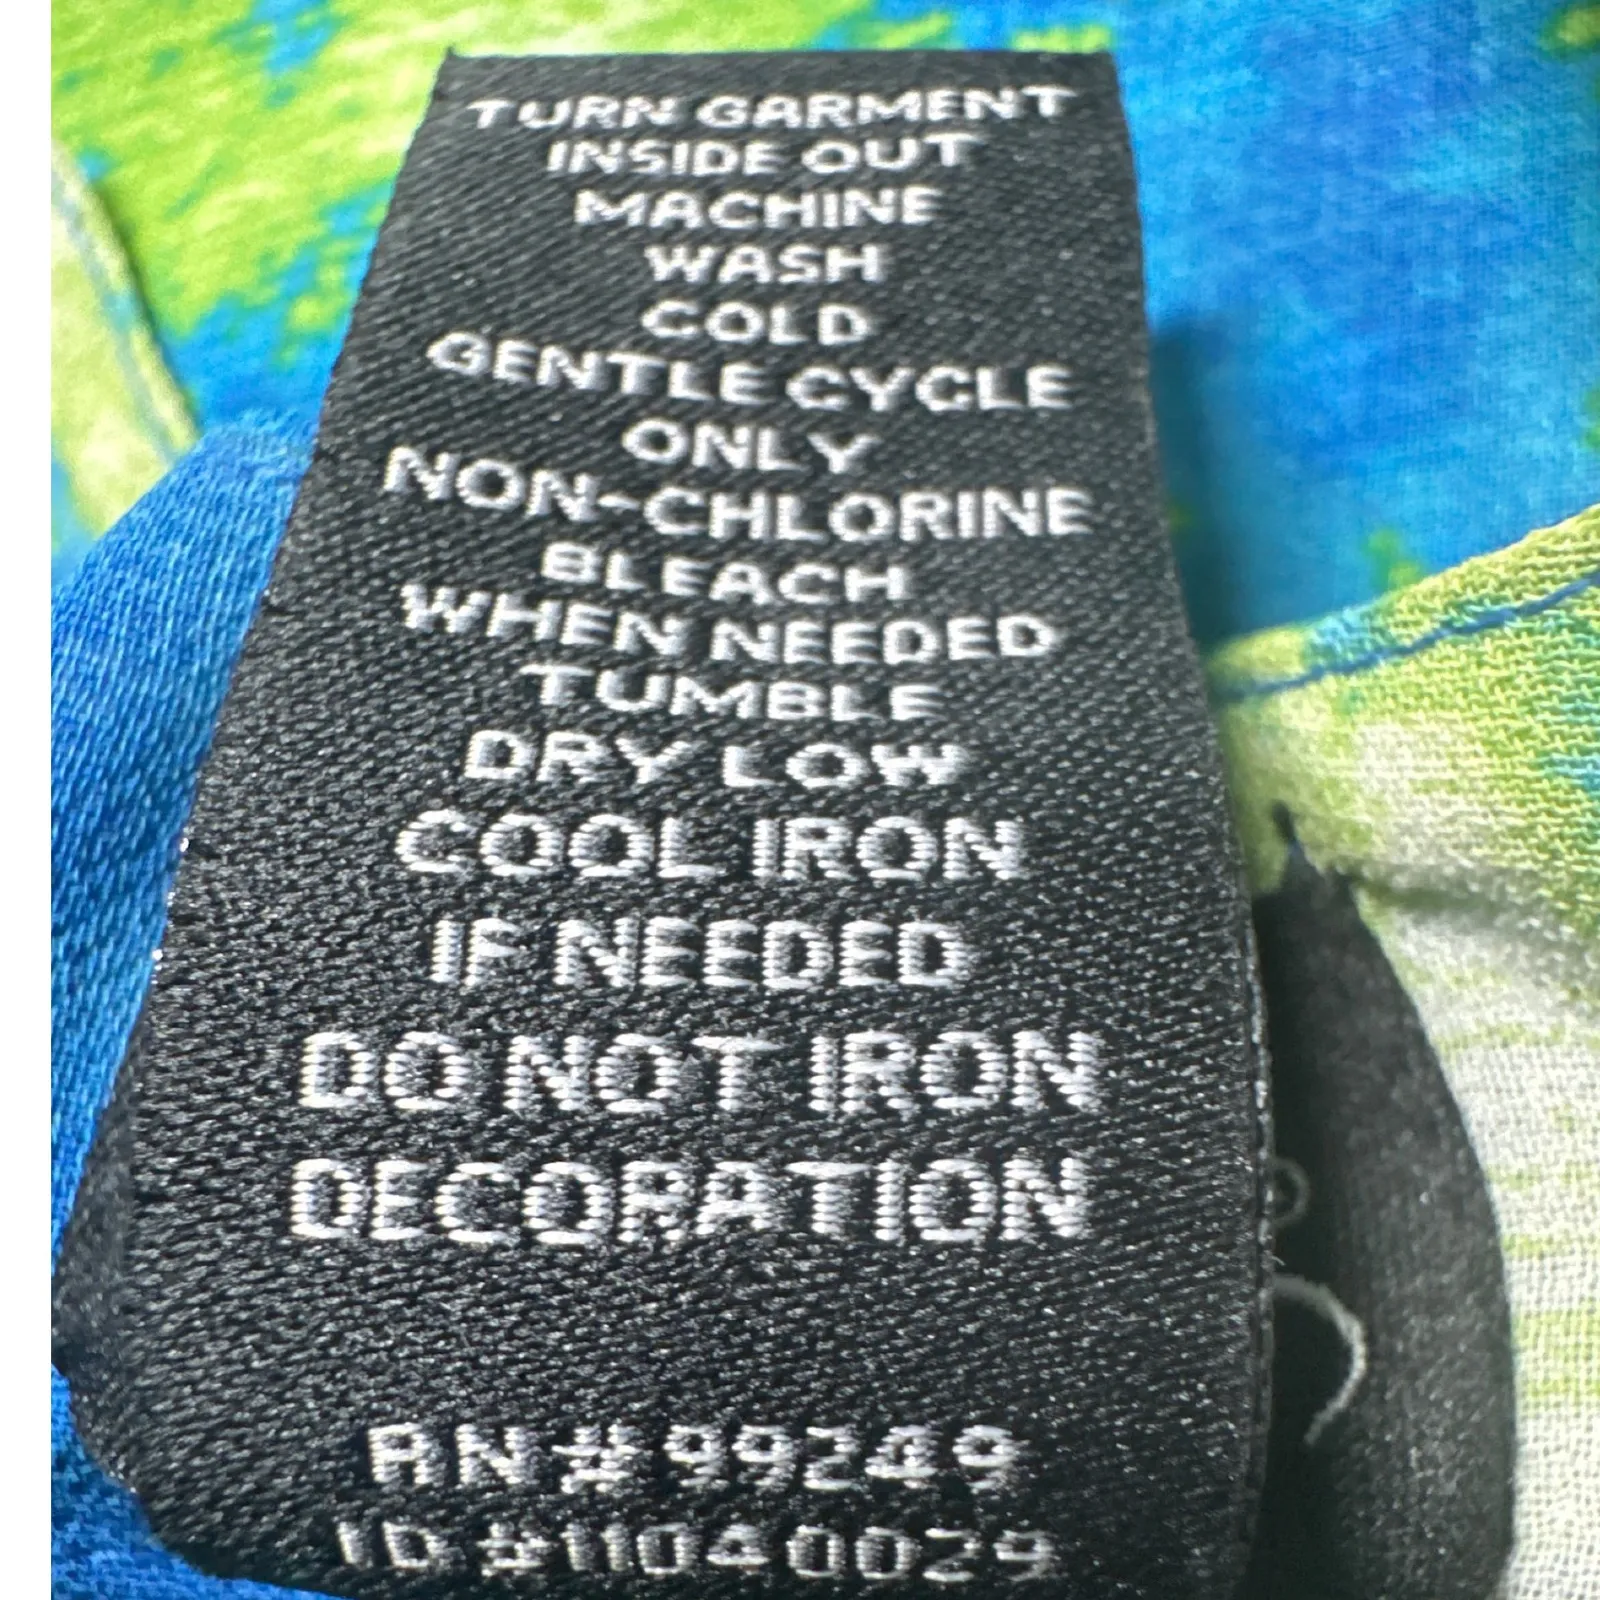 TURN GARMENT
INSIDE OUT
MACHINE
WASH
COLD
GENTLE CYCLE
ONLY
NON-CHLORINE
BLEACH
WHEN NEEDED
TUMBLE
DRY LOW
COOL IRON
IF NEEDED
DO NOT IRON
DECORATION
RN#99249
ID#11040029